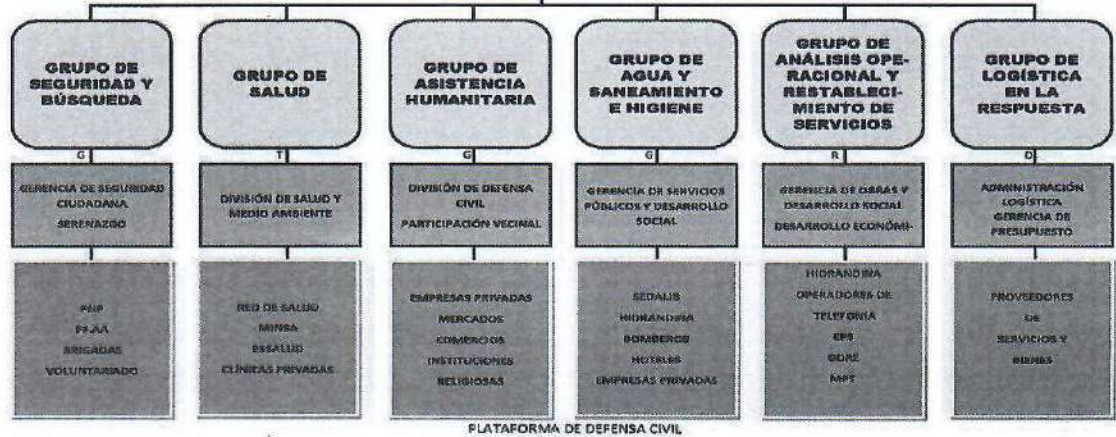 GRUPO DE
SEGURIDAD Y
BÚSQUEDA
GRUPO DE
SALUD
GRUPO DE
ASISTENCIA
HUMANITARIA
GRUPO DE
AGUA Y
SANEAMIENTO
E HIGIENE
GRUPO DE
ANÁLISIS OPE-
RACIONAL Y
RESTABLECI-
MIENTO DE
SERVICIOS
GRUPO DE
LOGÍSTICA
EN LA
RESPUESTA
G
T
G
G
R
D
GERENCIA DE SEGURIDAD
CIUDADANA
SERENAZGO
DIVISIÓN DE SALUD Y
MEDIO AMBIENTE
DIVISIÓN DE DEFENSA
CIVIL
PARTICIPACIÓN VECINAL
GERENCIA DE SERVICIOS
PÚBLICOS Y DESARROLLO
SOCIAL
GERENCIA DE OBRAS Y
DESARROLLO SOCIAL
DESARROLLO ECONÓMI-
ADMINISTRACIÓN
LOGÍSTICA
GERENCIA DE
PRESUPUESTO
PNP
FF.AA
BRIGADAS
VOLUNTARIADO
RED DE SALUD
MINSA
ESSALUD
CLÍNICAS PRIVADAS
EMPRESAS PRIVADAS
MERCADOS
COMERCIOS
INSTITUCIONES
RELIGIOSAS
SEDALIB
HIDRANDINA
BOMBEROS
HOTELES
EMPRESAS PRIVADAS
HIDRANDINA
OPERADORES DE
TELEFONÍA
EPS
GORE
MPT
PROVEEDORES
DE
SERVICIOS Y
BIENES
PLATAFORMA DE DEFENSA CIVIL